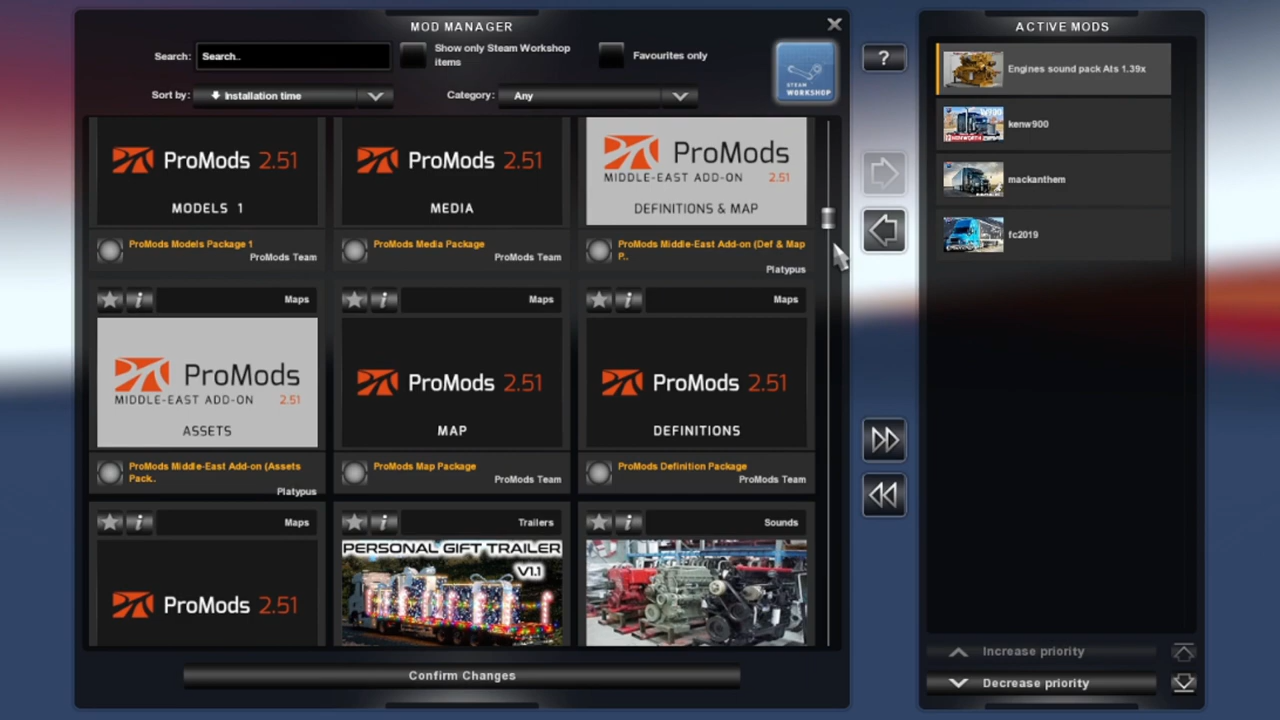 MOD MANAGER
Search:
Search..
Show only Steam Workshop
items
Favourites only
STEAM
WORKSHOP
Sort by:
Installation time
Category:
Any
ProMods 2.51
MODELS 1
ProMods 2.51
MEDIA
ProMods
MIDDLE-EAST ADD-ON 2.51
DEFINITIONS & MAP
ProMods Models Package 1
ProMods Team
ProMods Media Package
ProMods Team
ProMods Middle-East Add-on (Def & Map
P..
Platypus
Maps
Maps
Maps
ProMods
MIDDLE-EAST ADD-ON 2.51
ASSETS
ProMods 2.51
MAP
ProMods 2.51
DEFINITIONS
ProMods Middle-East Add-on (Assets
Pack..
Platypus
ProMods Map Package
ProMods Team
ProMods Definition Package
ProMods Team
Maps
Trailers
Sounds
ProMods 2.51
PERSONAL GIFT TRAILER
V1.1
Confirm Changes
?
ACTIVE MODS
Engines sound pack Ats 1.39x
kenw900
mackanthem
fc2019
Increase priority
Decrease priority